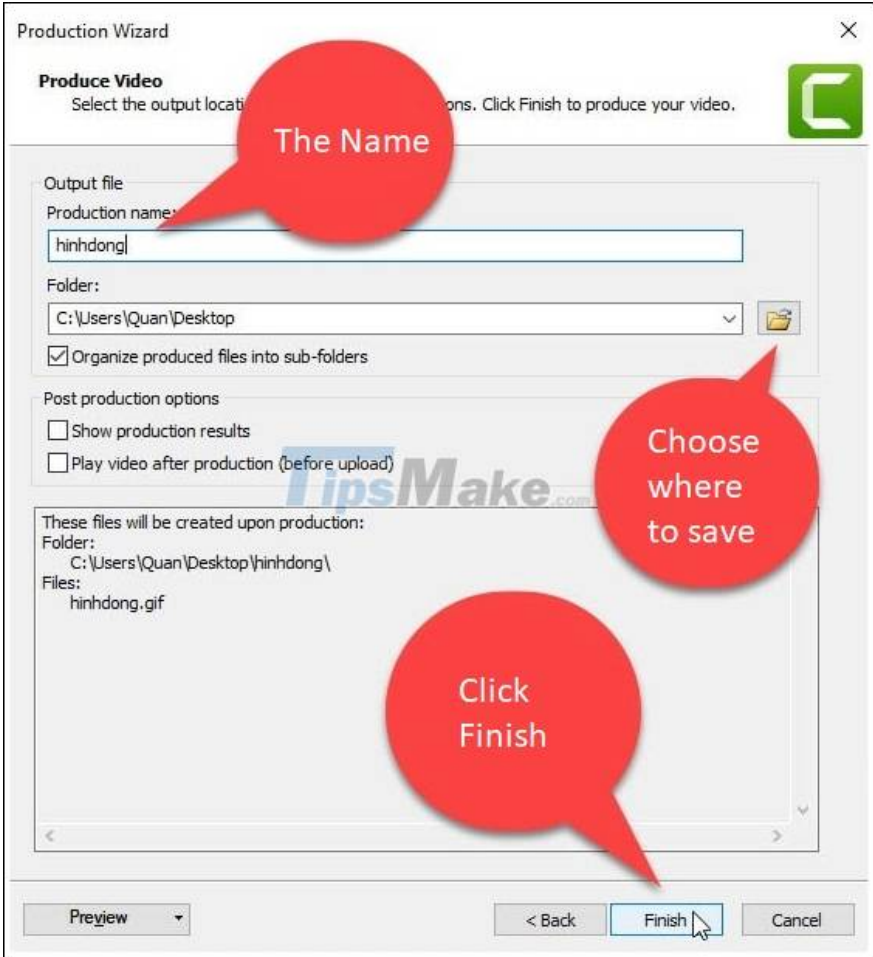 Production Wizard
Produce Video
Select the output locati ons. Click Finish to produce your video.
The Name
Output file
Production name:
hinhdong
Folder:
C:\Users\Quan\Desktop
Organize produced files into sub-folders
Post production options
Show production results
Play video after production (before upload)
Choose
where
to save
TipsMake.com
These files will be created upon production:
Folder:
C:\Users\Quan\Desktop\hinhdong\
Files:
hinhdong.gif
Click
Finish
Preview
< Back
Finish
Cancel